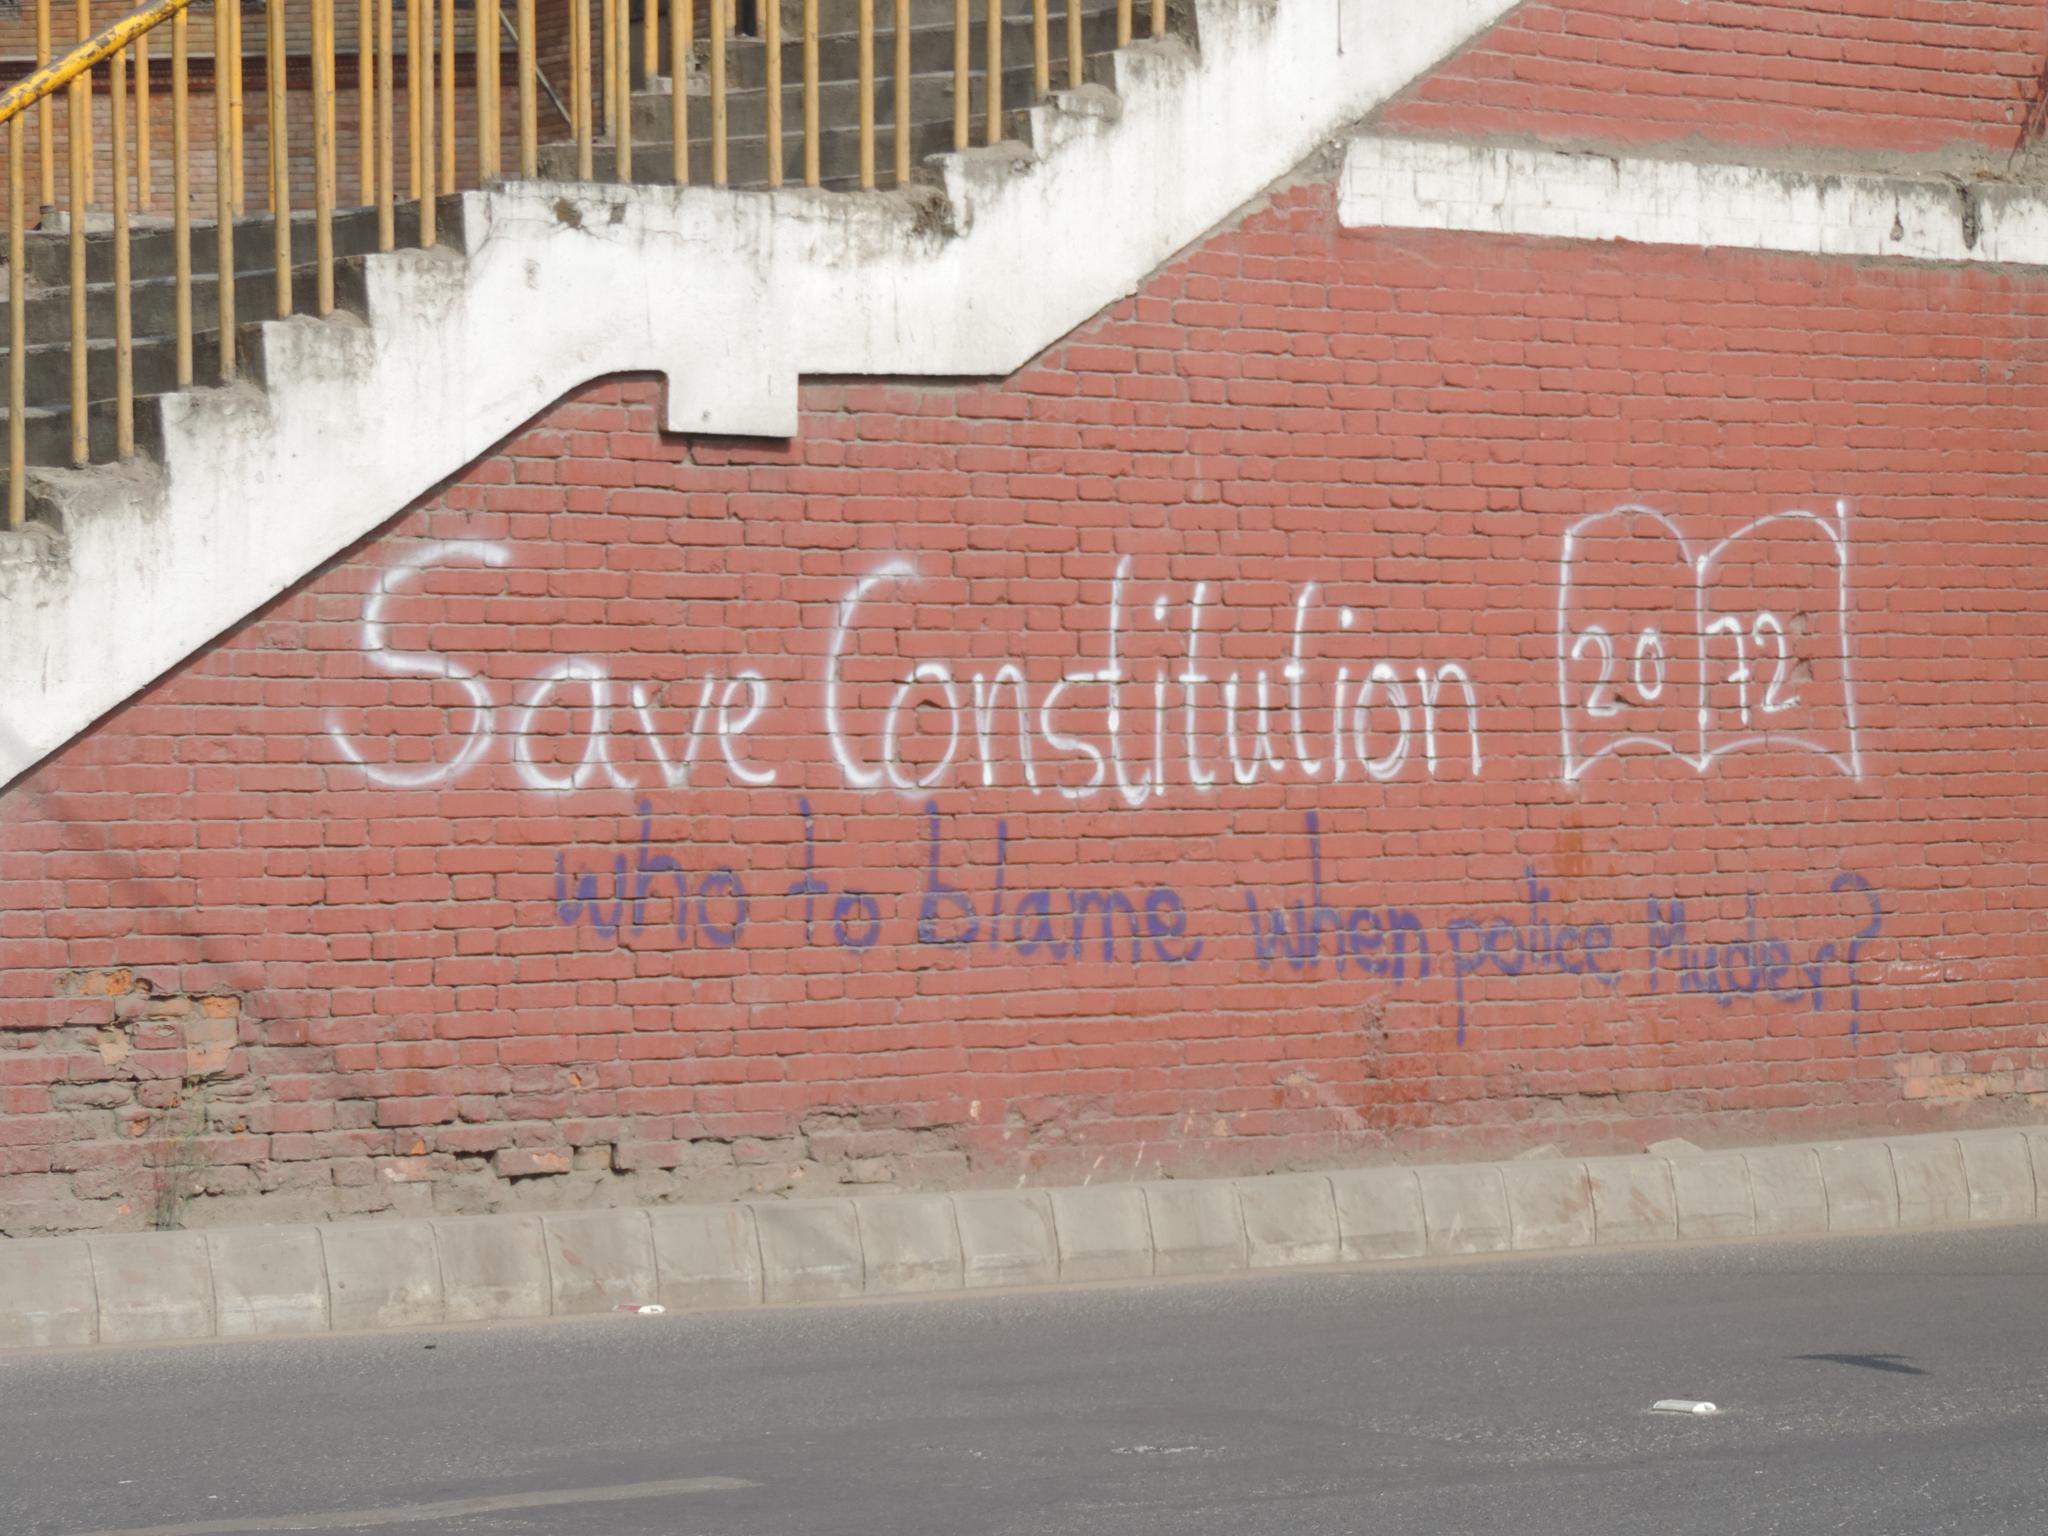 Save Constitution 2072
who to blame when police Muder?